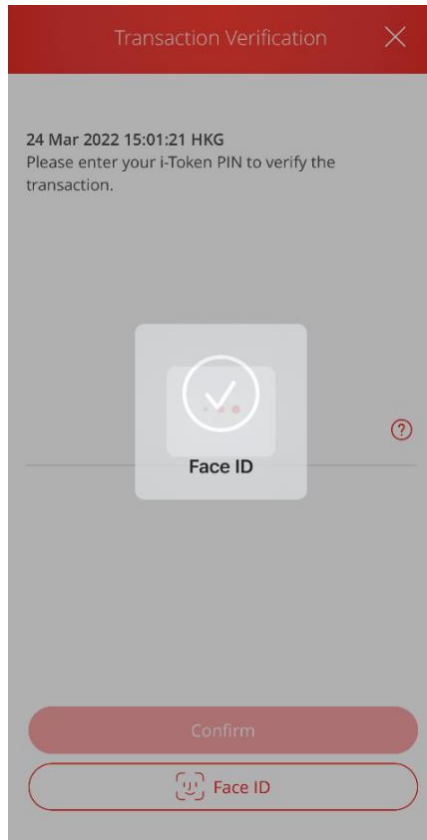 Transaction Verification
24 Mar 2022 15:01:21 HKG
Please enter your i-Token PIN to verify the
transaction.
Face ID
Confirm
Face ID